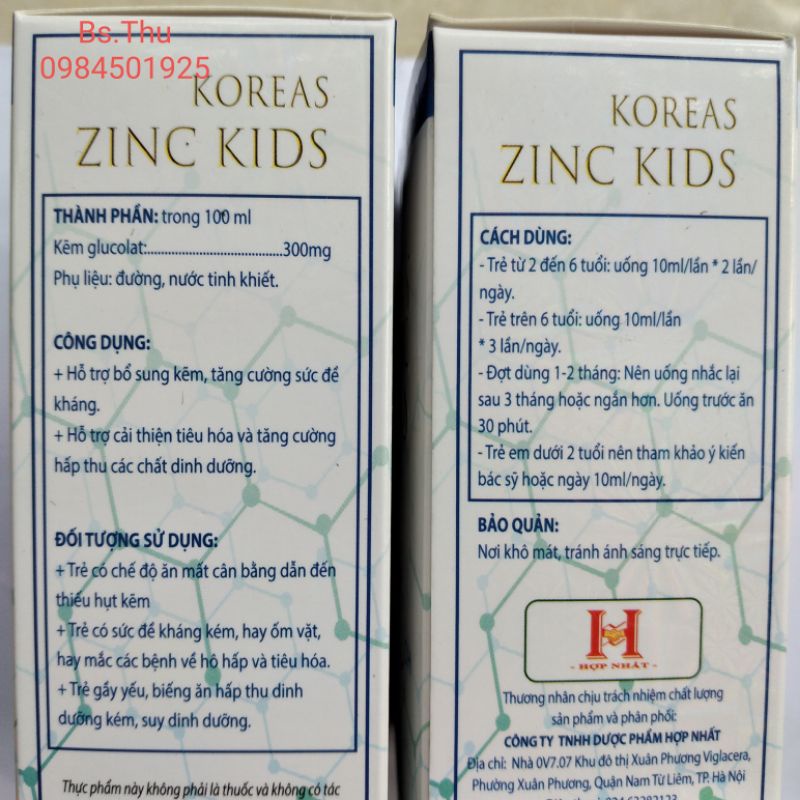 Bs.Thu
0984501925
KOREAS
ZINC KIDS
THÀNH PHẦN: trong 100 ml
Kẽm glucolat:......................................300mg
Phụ liệu: đường, nước tinh khiết.
CÔNG DỤNG:
+ Hỗ trợ bổ sung kẽm, tăng cường sức đề
kháng.
+ Hỗ trợ cải thiện tiêu hóa và tăng cường
hấp thu các chất dinh dưỡng.
ĐỐI TƯỢNG SỬ DỤNG:
+ Trẻ có chế độ ăn mất cân bằng dẫn đến
thiếu hụt kẽm
+ Trẻ có sức đề kháng kém, hay ốm vặt,
hay mắc các bệnh về hô hấp và tiêu hóa.
+ Trẻ gầy yếu, biếng ăn hấp thu dinh
dưỡng kém, suy dinh dưỡng.
Thực phẩm này không phải là thuốc và không có tác
KOREAS
ZINC KIDS
CÁCH DÙNG:
- Trẻ từ 2 đến 6 tuổi: uống 10ml/lần * 2 lần/
ngày.
- Trẻ trên 6 tuổi: uống 10ml/lần
* 3 lần/ngày.
- Đợt dùng 1-2 tháng: Nên uống nhắc lại
sau 3 tháng hoặc ngắn hơn. Uống trước ăn
30 phút.
- Trẻ em dưới 2 tuổi nên tham khảo ý kiến
bác sỹ hoặc ngày 10ml/ngày.
BẢO QUẢN:
Nơi khô mát, tránh ánh sáng trực tiếp.
H
- HỢP NHẤT -
Thương nhân chịu trách nhiệm chất lượng
sản phẩm và phân phối:
CÔNG TY TNHH DƯỢC PHẨM HỢP NHẤT
Địa chỉ: Nhà 0V7.07 Khu đô thị Xuân Phương Viglacera,
Phường Xuân Phương, Quận Nam Từ Liêm, TP. Hà Nội